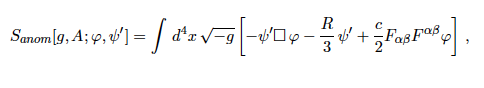 $S_{anom}[g, A; \varphi, \psi'] = \int d^4x \sqrt{-g} \left[ -\psi' \Box \varphi - \frac{R}{3} \psi' + \frac{c}{2} F_{\alpha\beta} F^{\alpha\beta} \varphi \right],$